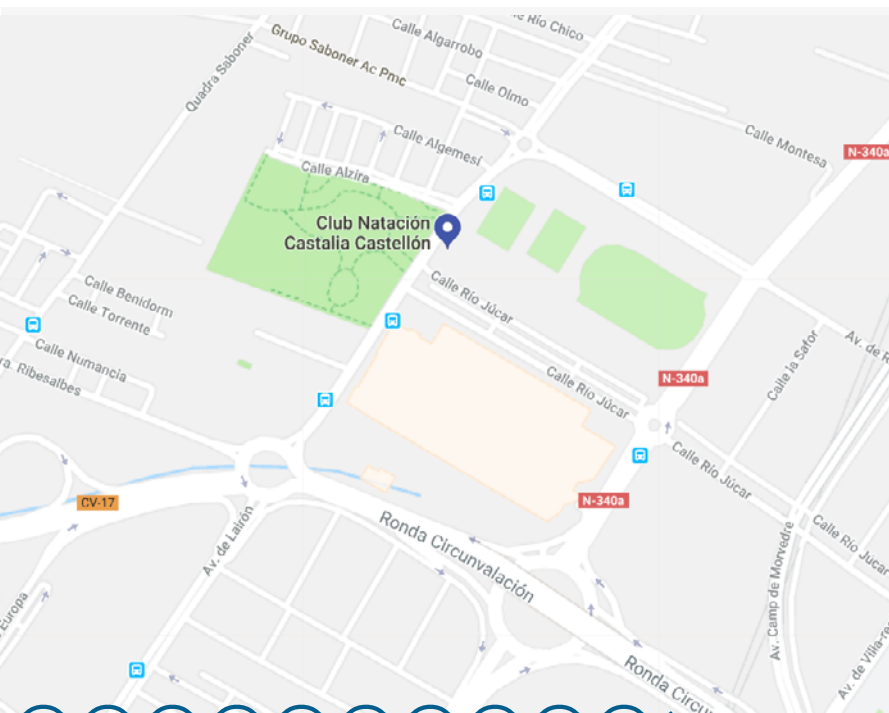 Calle Río Chico
Calle Algarrobo
Grupo Saboner Ac Pmc
Quadra Saboner
Calle Olmo
Calle Algemesí
Calle Montesa
N-340a
Calle Alzira
Club Natación
Castalia Castellón
Calle Río Júcar
Calle Benidorm
Calle Torrente
Calle Numancia
ra. Ribesalbes
Calle Río Júcar
N-340a
Calle la Safor
Av. de R
Calle Río Júcar
CV-17
N-340a
Ronda Circunvalación
Av. de Lairón
Calle Río Júcar
Av. Camp de Morvedre
Europa
Ronda Circu
Av. de Villa-re